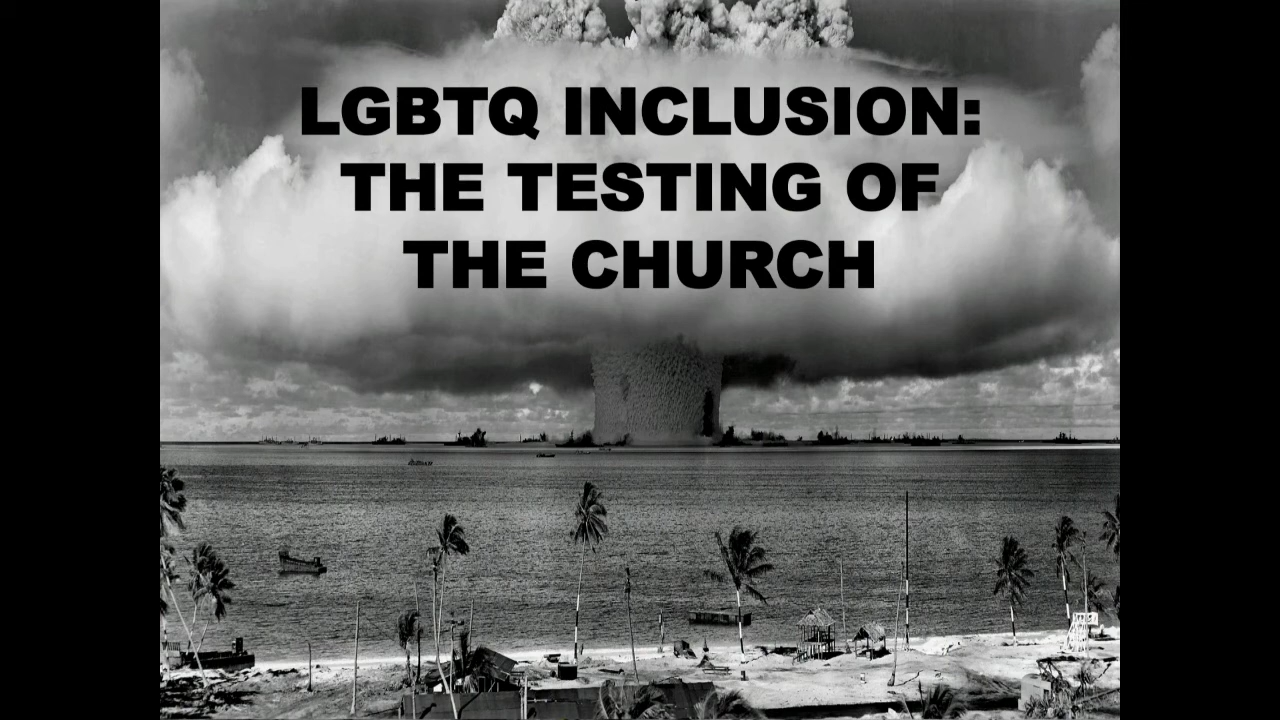 LGBTQ INCLUSION:
THE TESTING OF
THE CHURCH